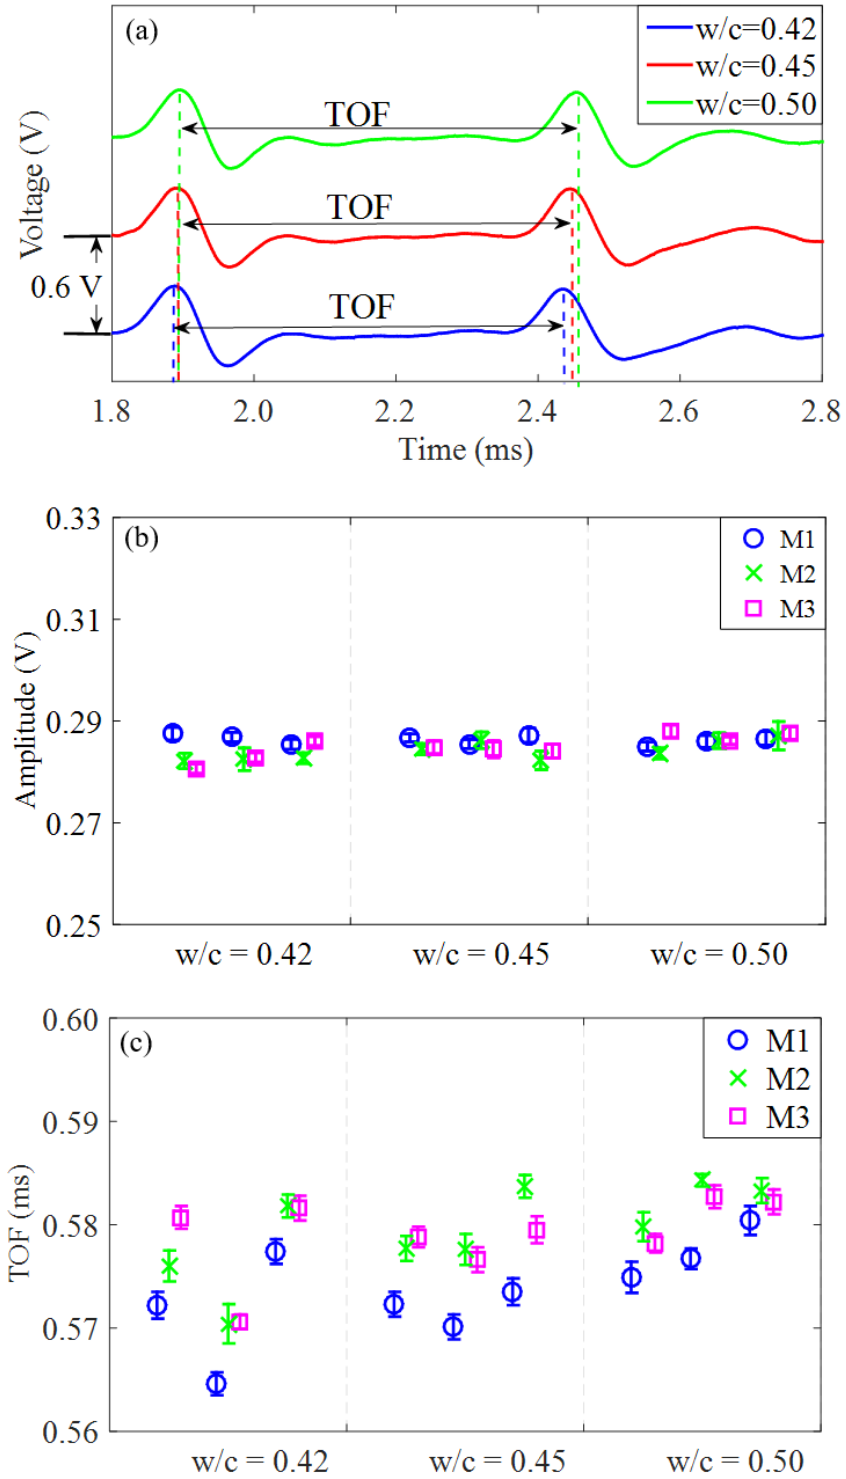 (a)
w/c=0.42
w/c=0.45
w/c=0.50
TOF
TOF
TOF
0.6 V
Voltage (V)
1.8 2.0 2.2 2.4 2.6 2.8
Time (ms)
(b)
M1
M2
M3
0.33
0.31
0.29
0.27
0.25
Amplitude (V)
w/c = 0.42 w/c = 0.45 w/c = 0.50
(c)
M1
M2
M3
0.60
0.59
0.58
0.57
0.56
TOF (ms)
w/c = 0.42 w/c = 0.45 w/c = 0.50